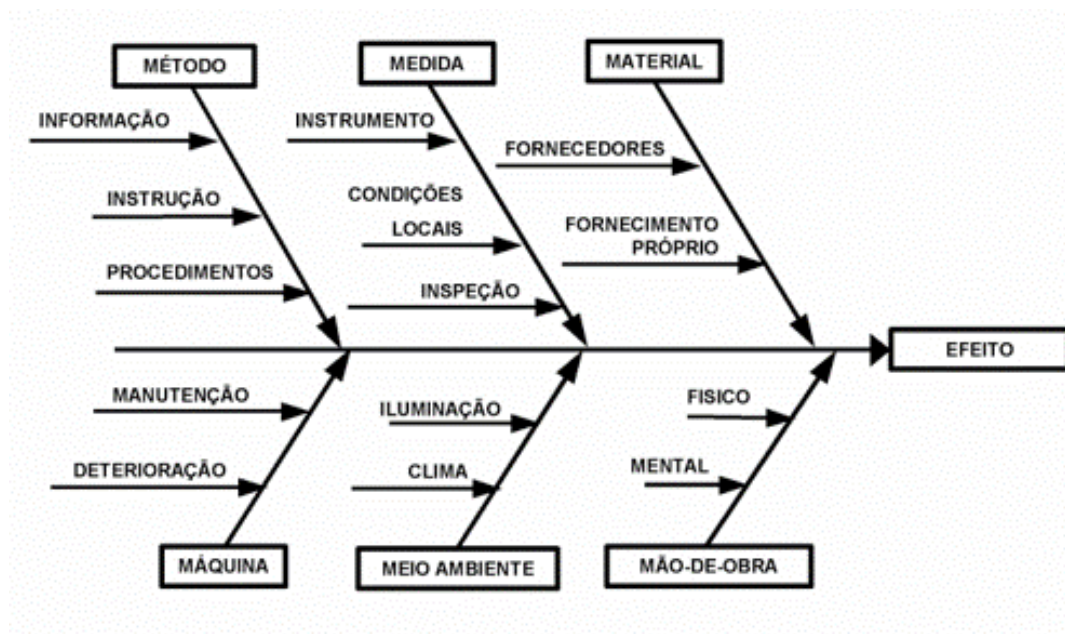 MÉTODO
MEDIDA
MATERIAL
INFORMAÇÃO
INSTRUMENTO
FORNECEDORES
INSTRUÇÃO
CONDIÇÕES
LOCAIS
FORNECIMENTO
PRÓPRIO
PROCEDIMENTOS
INSPEÇÃO
EFEITO
MANUTENÇÃO
ILUMINAÇÃO
FISICO
DETERIORAÇÃO
CLIMA
MENTAL
MÁQUINA
MEIO AMBIENTE
MÃO-DE-OBRA